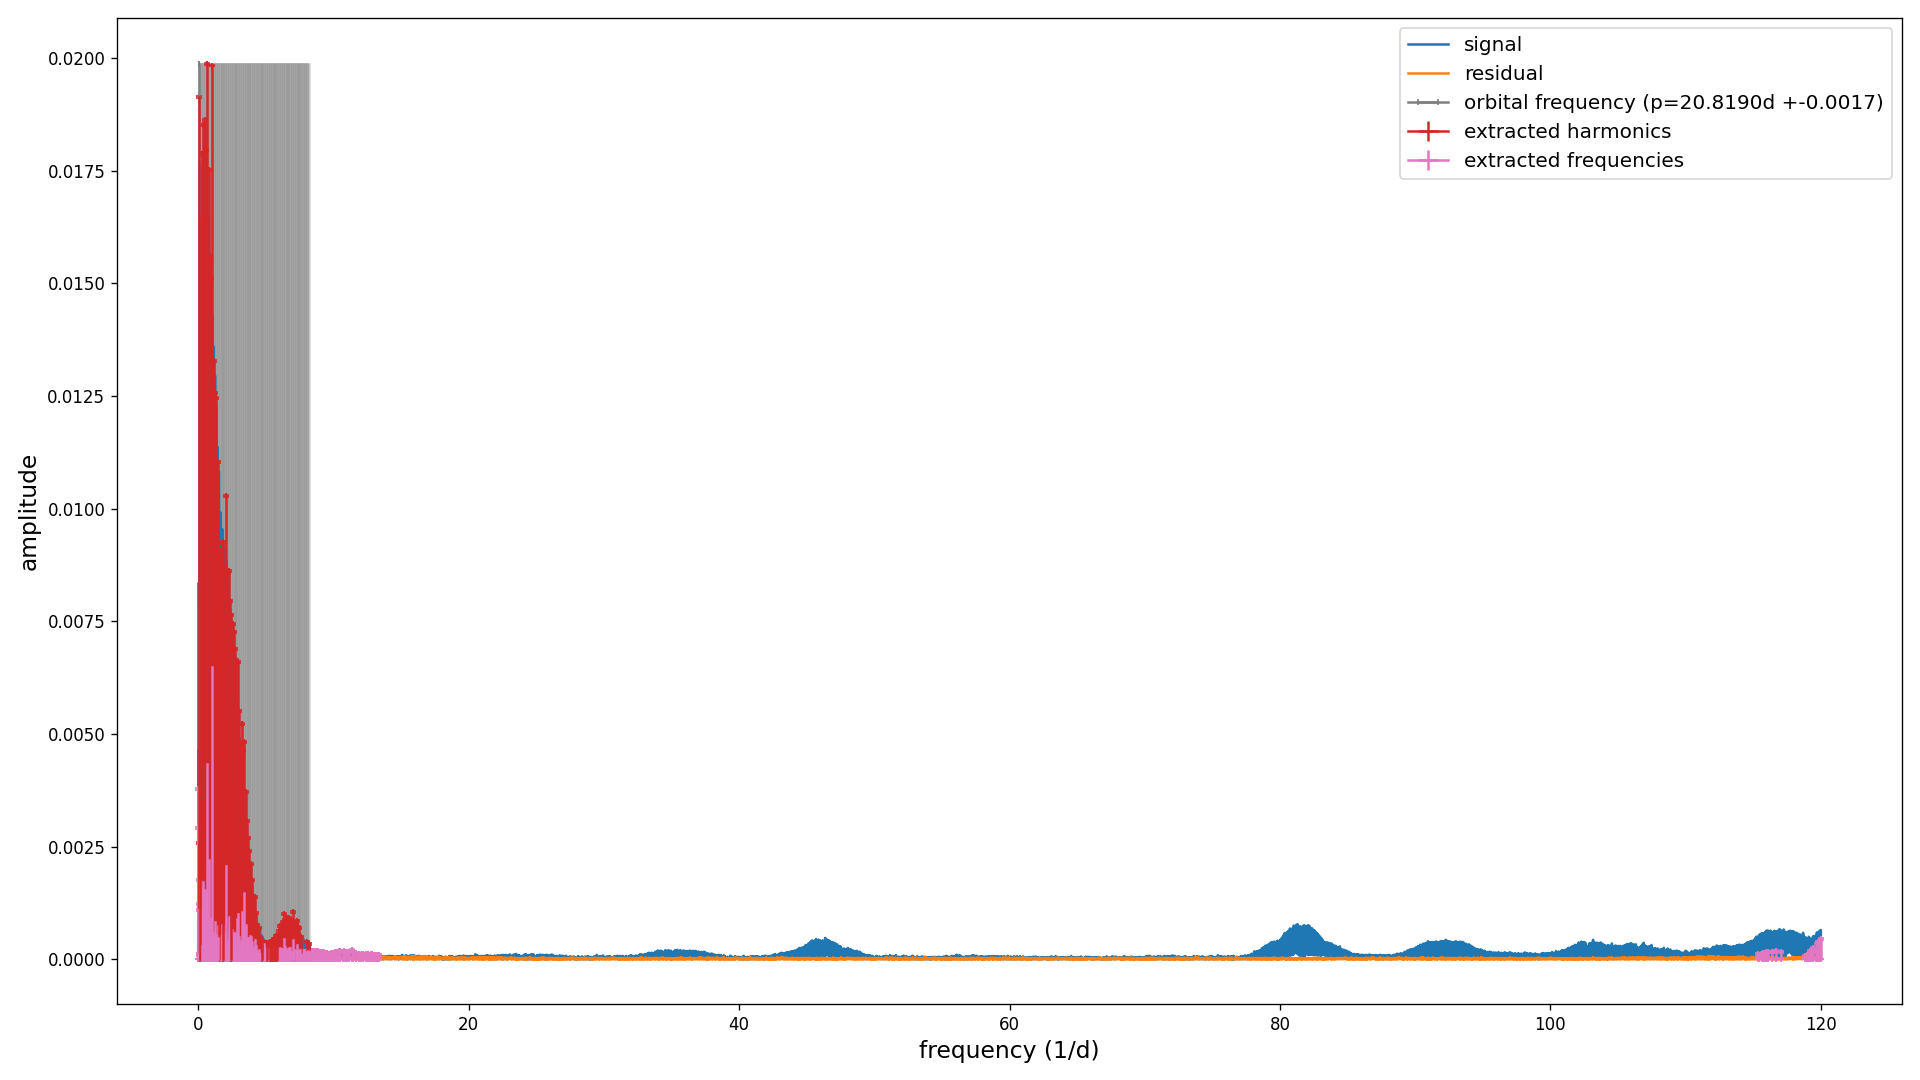 signal
residual
orbital frequency (p=20.8190d +-0.0017)
extracted harmonics
extracted frequencies
amplitude
0.0200
0.0175
0.0150
0.0125
0.0100
0.0075
0.0050
0.0025
0.0000
0 20 40 60 80 100 120
frequency (1/d)